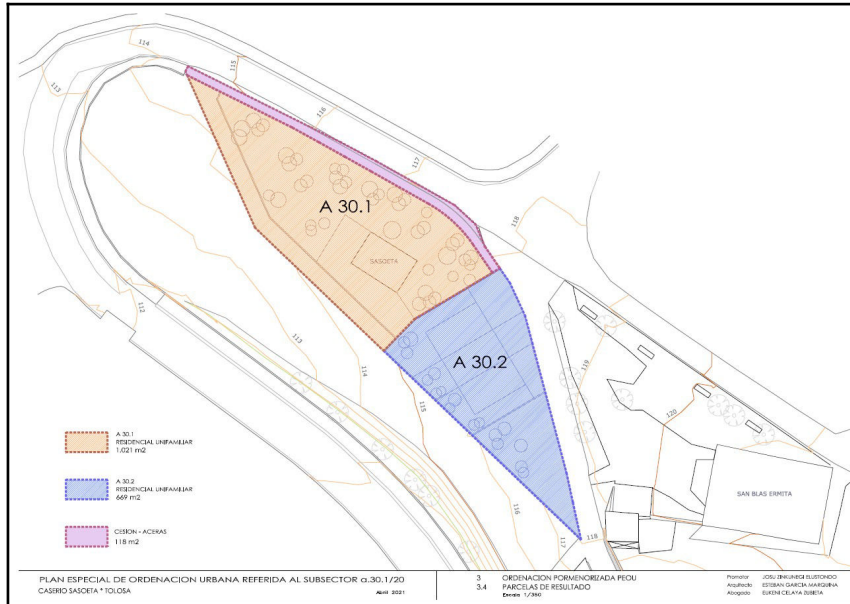 114
113
115
116
117
118
A 30.1
SASOETA
A 30.2
112
113
114
115
116
117
118
119
120
SAN BLAS ERMITA
A 30.1
RESIDENCIAL UNIFAMILIAR
1.021 m2
A 30.2
RESIDENCIAL UNIFAMILIAR
669 m2
CESION - ACERAS
118 m2
PLAN ESPECIAL DE ORDENACION URBANA REFERIDA AL SUBSECTOR a.30.1/20
CASERIO SASOETA * TOLOSA
Abril 2021
3 ORDENACION PORMENORIZADA PEOU
3.4 PARCELAS DE RESULTADO
Escala 1/350
Promotor JOSU ZINKUNEGI ELUSTONDO
Arquitecto ESTEBAN GARCIA MARQUINA
Abogado EUKENI CELAYA ZUBIETA